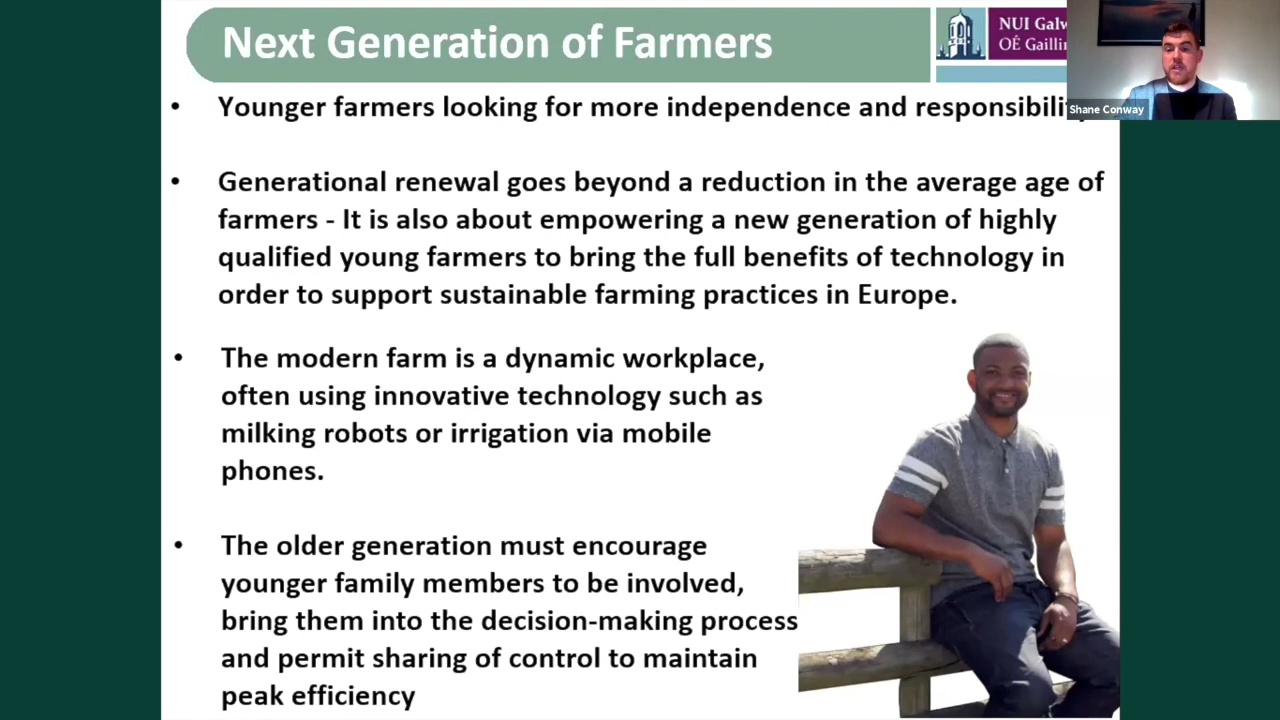 Next Generation of Farmers
NUI Galw
OÉ Gaillin
Shane Conway
• Younger farmers looking for more independence and responsibili
• Generational renewal goes beyond a reduction in the average age of
farmers - It is also about empowering a new generation of highly
qualified young farmers to bring the full benefits of technology in
order to support sustainable farming practices in Europe.
• The modern farm is a dynamic workplace,
often using innovative technology such as
milking robots or irrigation via mobile
phones.
• The older generation must encourage
younger family members to be involved,
bring them into the decision-making process
and permit sharing of control to maintain
peak efficiency